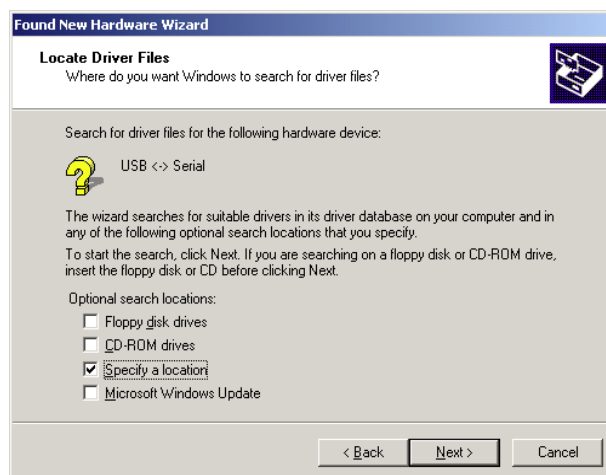 Found New Hardware Wizard
Locate Driver Files
Where do you want Windows to search for driver files?
Search for driver files for the following hardware device:
USB <-> Serial
The wizard searches for suitable drivers in its driver database on your computer and in
any of the following optional search locations that you specify.
To start the search, click Next. If you are searching on a floppy disk or CD-ROM drive,
insert the floppy disk or CD before clicking Next.
Optional search locations:
Floppy disk drives
CD-ROM drives
Specify a location
Microsoft Windows Update
< Back Next > Cancel